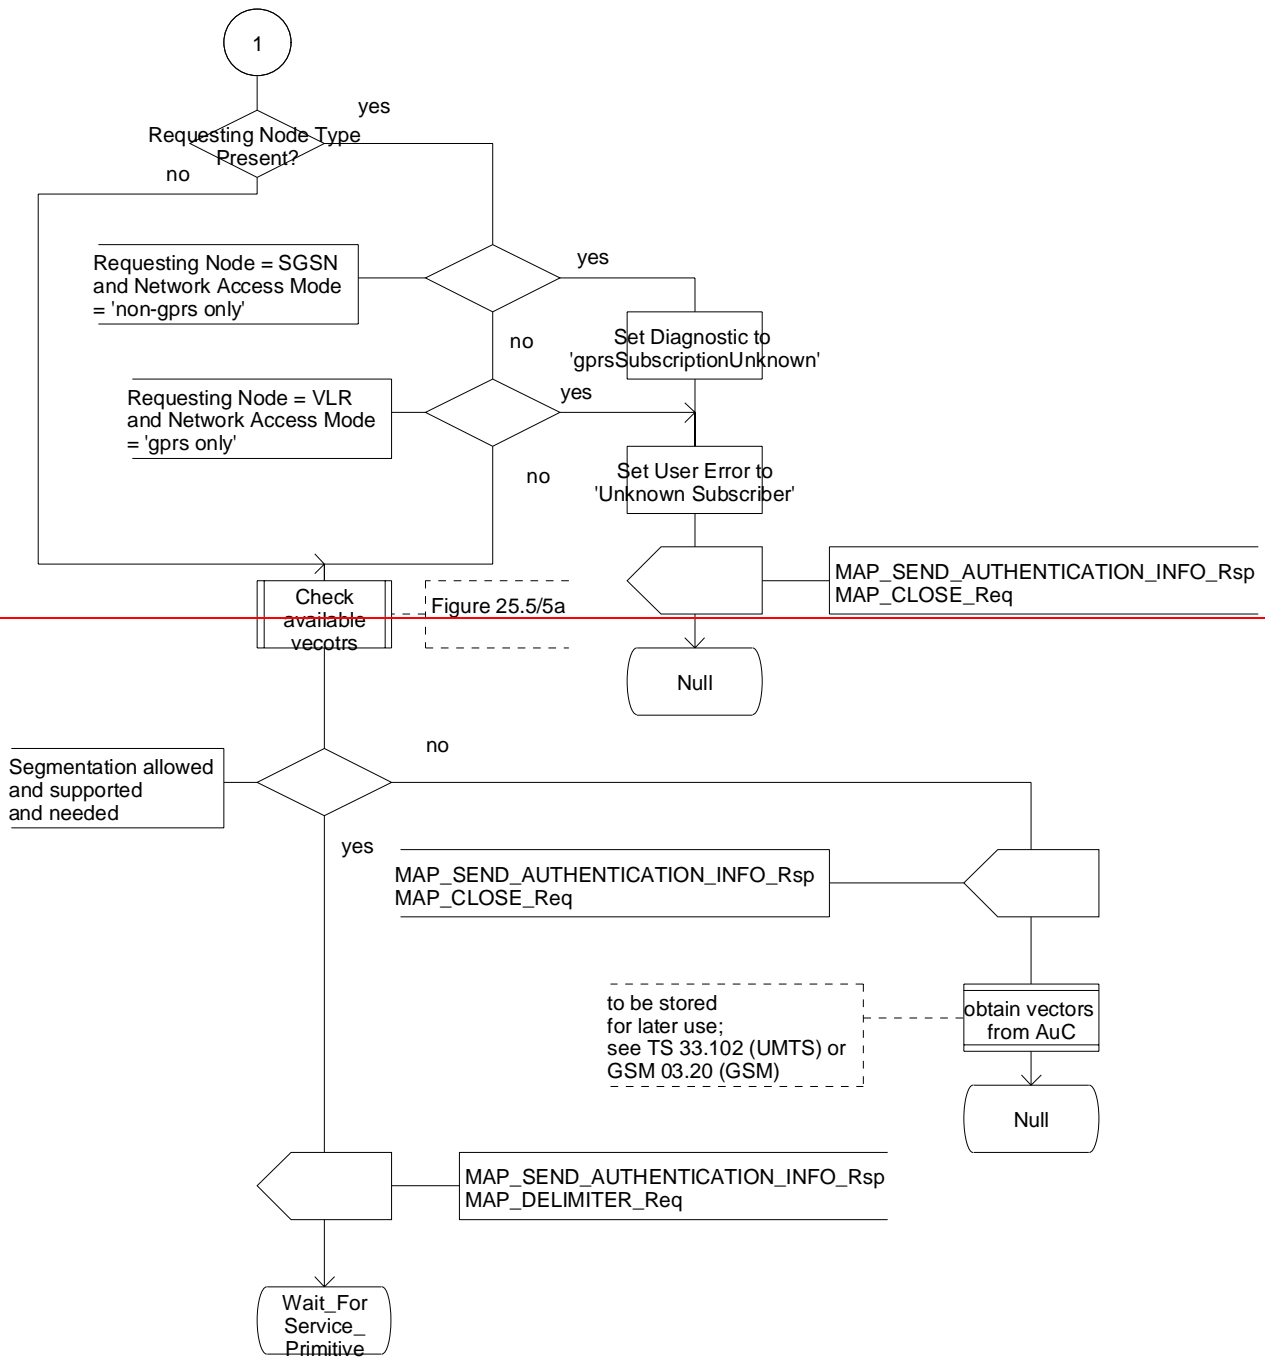 1
yes
Requesting Node Type
Present?
no
Requesting Node = SGSN
and Network Access Mode
= 'non-gprs only'
yes
no
Set Diagnostic to
'gprsSubscriptionUnknown'
Requesting Node = VLR
and Network Access Mode
= 'gprs only'
yes
no
Set User Error to
'Unknown Subscriber'
MAP_SEND_AUTHENTICATION_INFO_Rsp
MAP_CLOSE_Req
Check
available
vecotrs
Figure 25.5/5a
Null
Segmentation allowed
and supported
and needed
no
yes
MAP_SEND_AUTHENTICATION_INFO_Rsp
MAP_CLOSE_Req
to be stored
for later use;
see TS 33.102 (UMTS) or
GSM 03.20 (GSM)
obtain vectors
from AuC
Null
MAP_SEND_AUTHENTICATION_INFO_Rsp
MAP_DELIMITER_Req
Wait_For
Service_
Primitive